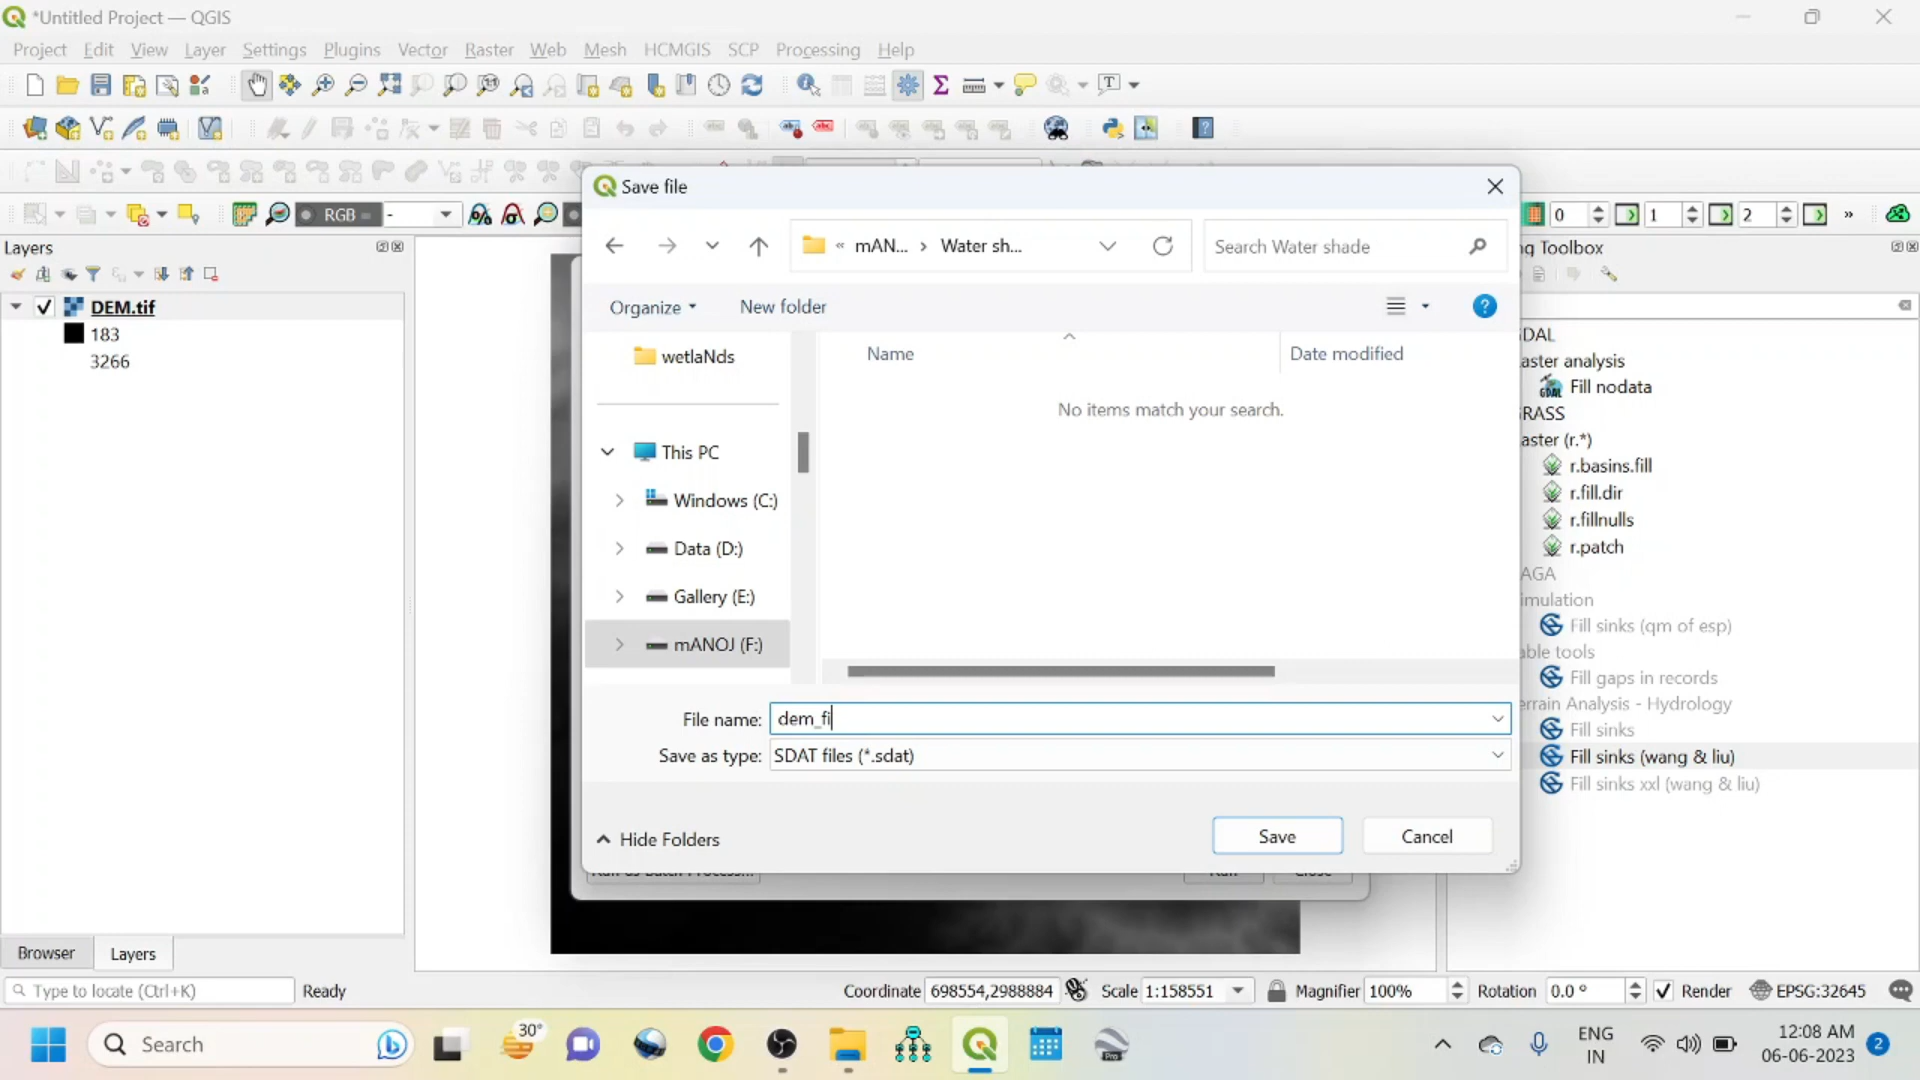 *Untitled Project — QGIS
Project Edit View Layer Settings Plugins Vector Raster Web Mesh HCMGIS SCP Processing Help
RGB - 0 1 2 »
Layers
DEM.tif
183
3266
Save file
« mAN... › Water sh...
Search Water shade
Organize
New folder
wetlaNds
This PC
Windows (C:)
Data (D:)
Gallery (E:)
mANOJ (F:)
Name
Date modified
No items match your search.
File name: dem_fi
Save as type: SDAT files (*.sdat)
Hide Folders
Save
Cancel
ng Toolbox
GDAL
aster analysis
Fill nodata
RASS
aster (r.*)
r.basins.fill
r.fill.dir
r.fillnulls
r.patch
AGA
imulation
Fill sinks (qm of esp)
able tools
Fill gaps in records
errain Analysis - Hydrology
Fill sinks
Fill sinks (wang & liu)
Fill sinks xxl (wang & liu)
Browser
Layers
Type to locate (Ctrl+K)
Ready
Coordinate 698554,2988884
Scale 1:158551
Magnifier 100%
Rotation 0.0 °
Render
EPSG:32645
Search
30°
Pro
ENG
IN
12:08 AM
06-06-2023
2